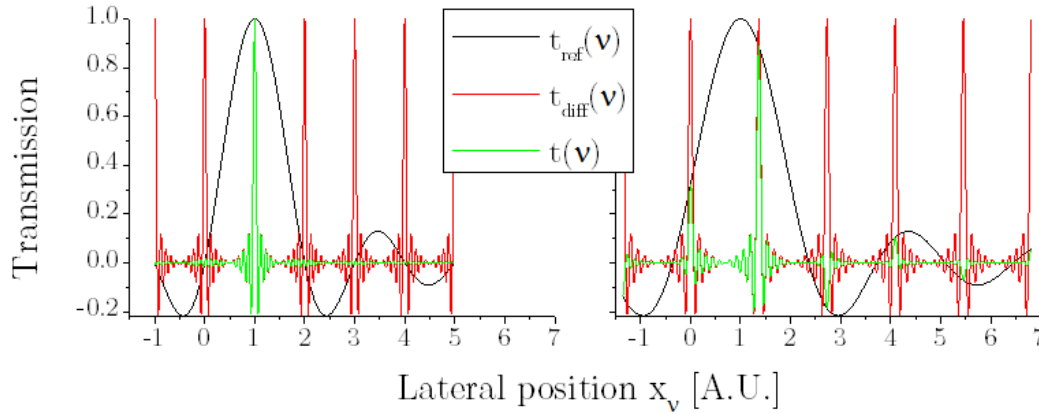 Transmission
1.0
0.8
0.6
0.4
0.2
0.0
-0.2
-1 0 1 2 3 4 5 6 7
t_ref(ν)
t_diff(ν)
t(ν)
-1 0 1 2 3 4 5 6 7
Lateral position x_ν [A.U.]